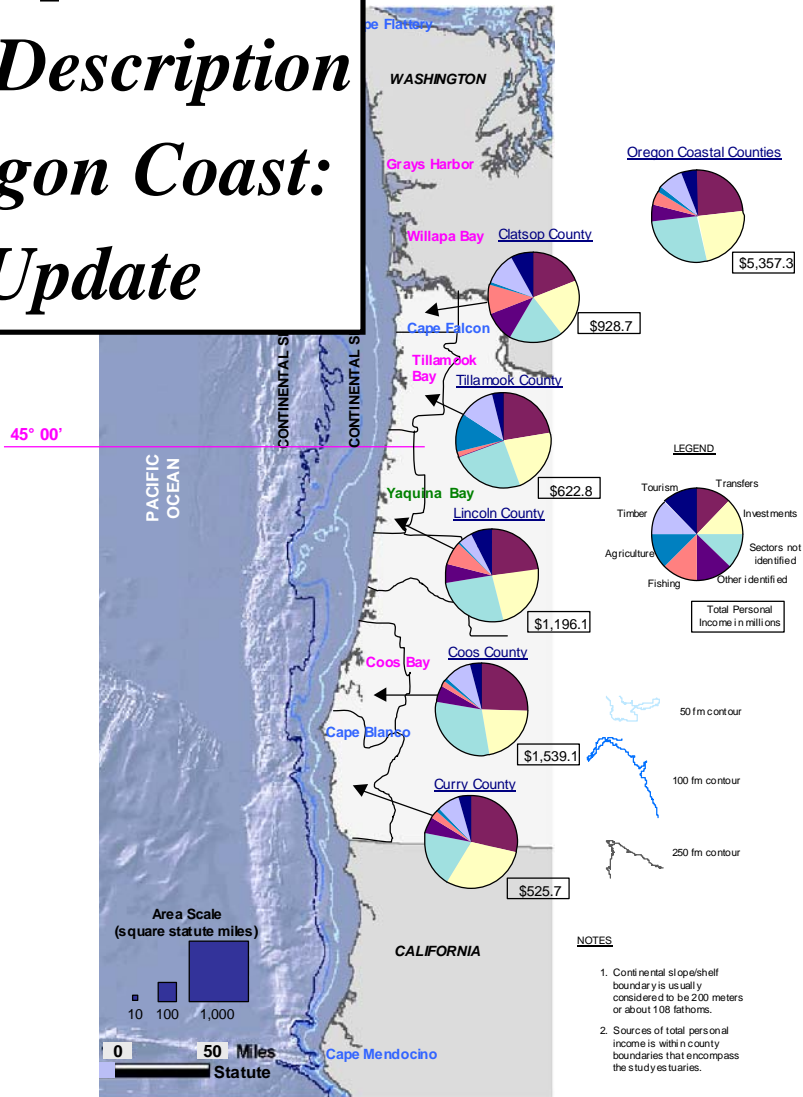 Description
gon Coast:
Update
pe Flattery
WASHINGTON
Oregon Coastal Counties
$5,357.3
Grays Harbor
Willapa Bay
Clatsop County
$928.7
Cape Falcon
Tillamook
Bay
Tillamook County
$622.8
CONTINENTAL S
CONTINENTAL S
45° 00’
PACIFIC
OCEAN
LEGEND
Tourism
Transfers
Timber
Investments
Agriculture
Sectors not
identified
Fishing
Other identified
Total Personal
Income in millions
Yaquina Bay
Lincoln County
$1,196.1
Coos County
Coos Bay
$1,539.1
Cape Blanco
Curry County
$525.7
50 fm contour
100 fm contour
250 fm contour
Area Scale
(square statute miles)
10 100 1,000
CALIFORNIA
0 50 Miles
Statute
Cape Mendocino
NOTES
1. Continental slope/shelf
boundary is usually
considered to be 200 meters
or about 108 fathoms.
2. Sources of total personal
income is within county
boundaries that encompass
the study estuaries.